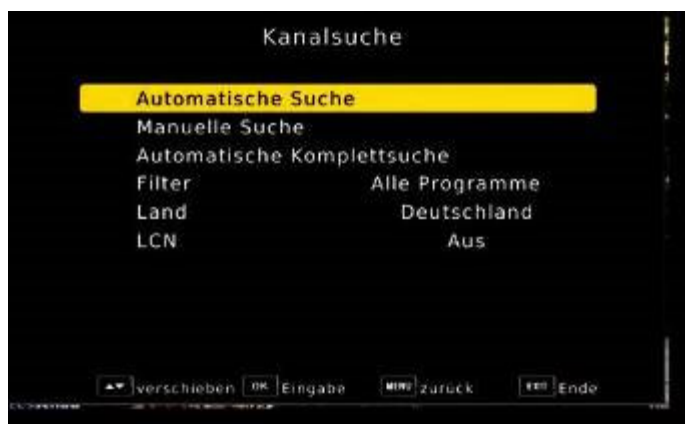 Kanalsuche
Automatische Suche
Manuelle Suche
Automatische Komplettsuche
Filter Alle Programme
Land Deutschland
LCN Aus
verschieben OK Eingabe MENU zurück EXIT Ende